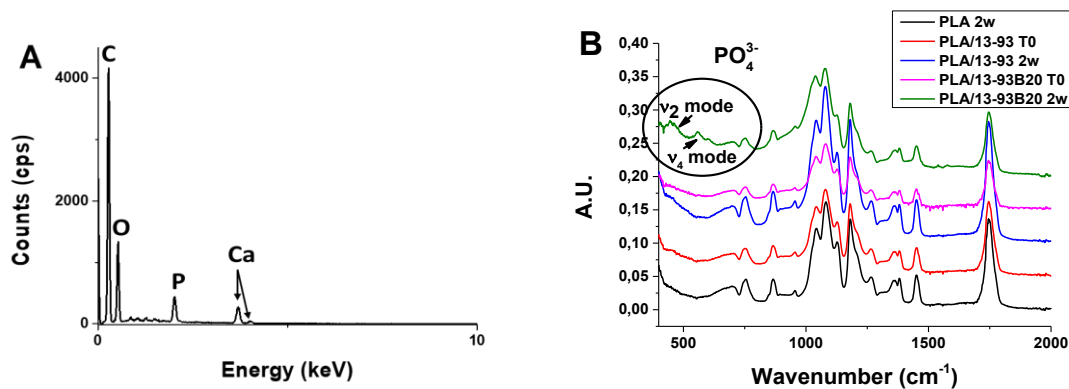 A
C
O
P
Ca
Counts (cps)
4000
2000
0
0
10
Energy (keV)
B
PO₄³⁻
ν₂ mode
ν₄ mode
PLA 2w
PLA/13-93 T0
PLA/13-93 2w
PLA/13-93B20 T0
PLA/13-93B20 2w
A.U.
0,40
0,35
0,30
0,25
0,20
0,15
0,10
0,05
0,00
500
1000
1500
2000
Wavenumber (cm⁻¹)